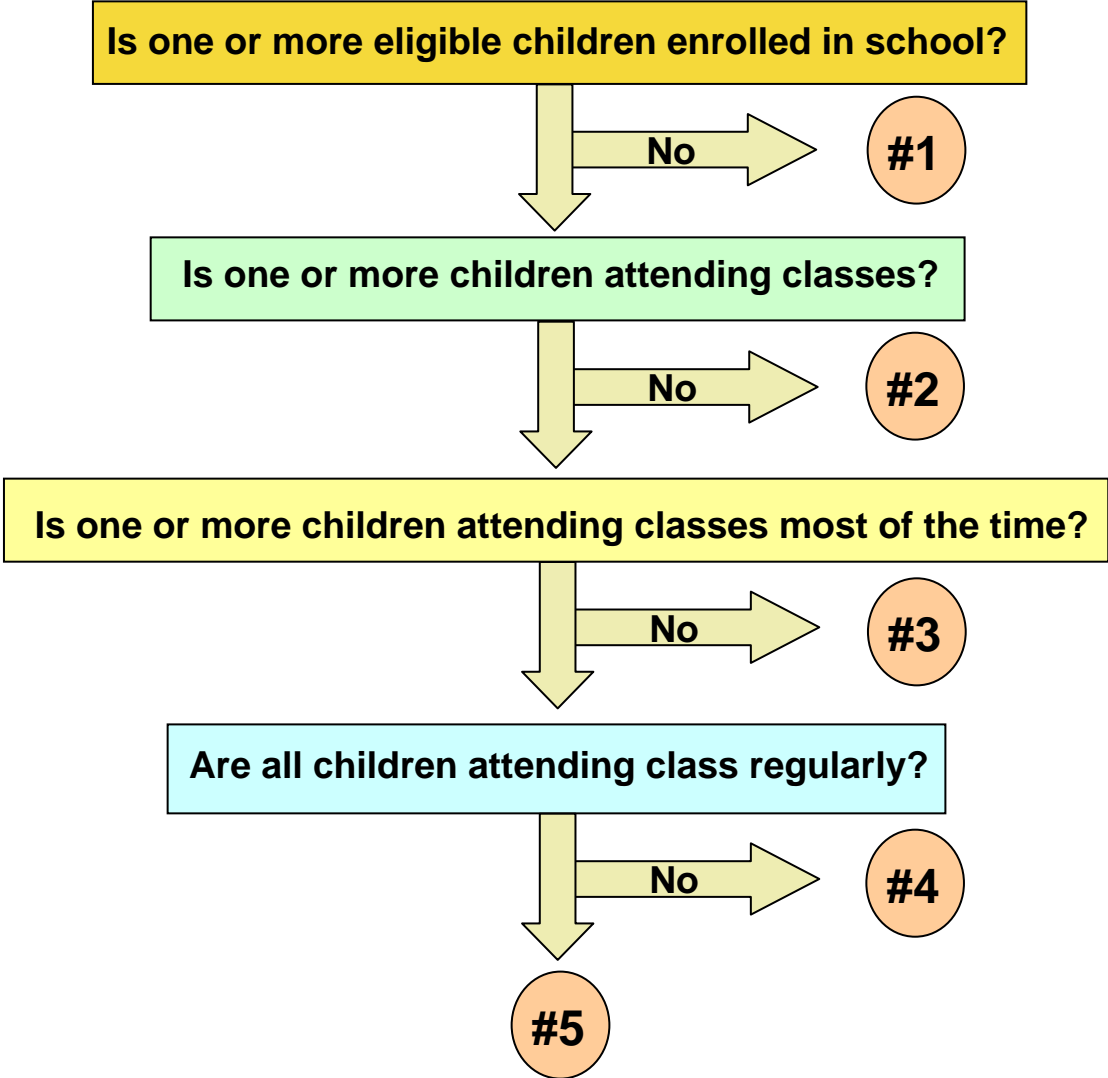 Is one or more eligible children enrolled in school?
No
#1
Is one or more children attending classes?
No
#2
Is one or more children attending classes most of the time?
No
#3
Are all children attending class regularly?
No
#4
#5